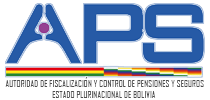 APS
AUTORIDAD DE FISCALIZACIÓN Y CONTROL DE PENSIONES Y SEGUROS
ESTADO PLURINACIONAL DE BOLIVIA